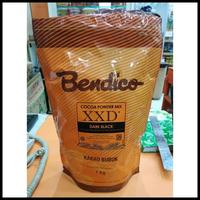 Bendico
COCOA POWDER MIX
XXD+
DARK BLACK
KAKAO BUBUK
1 KG